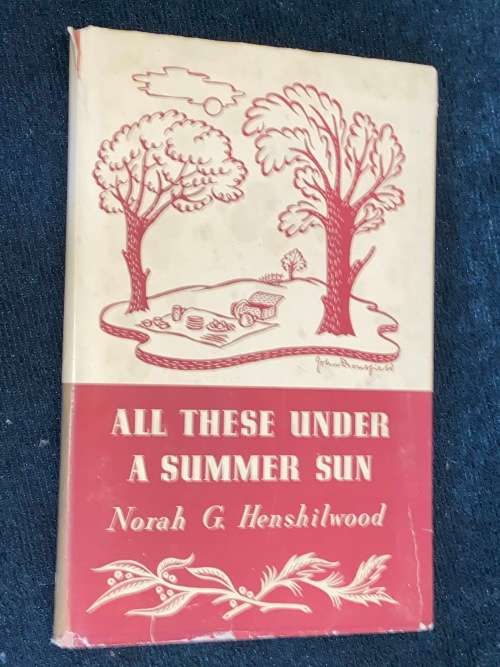 ALL THESE UNDER
A SUMMER SUN
Norah G. Henshilwood